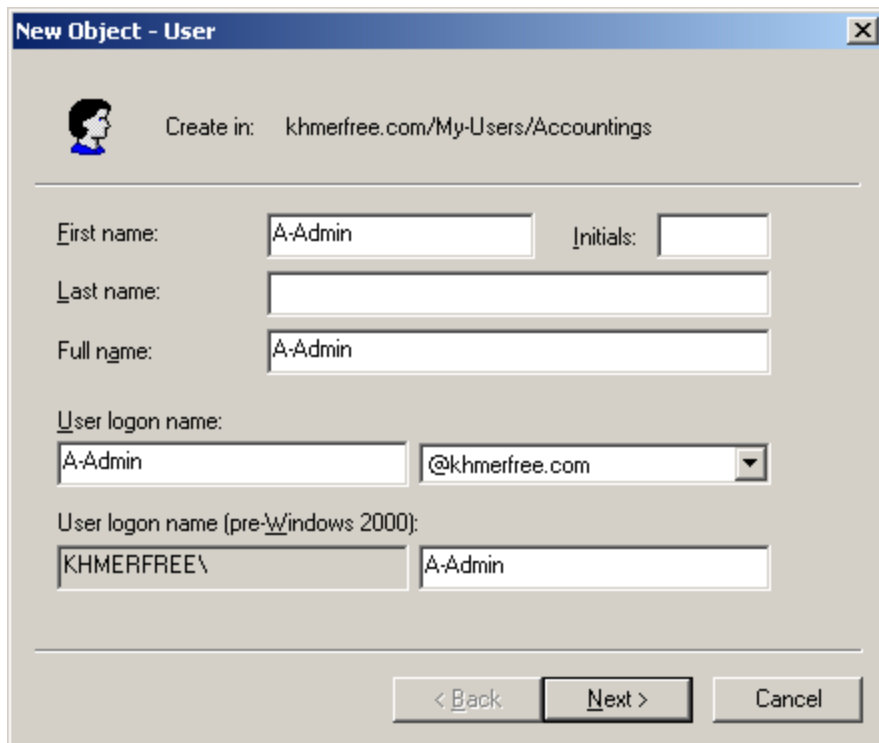 New Object - User
Create in: khmerfree.com/My-Users/Accountings
First name: A-Admin Initials:
Last name:
Full name: A-Admin
User logon name:
A-Admin @khmerfree.com
User logon name (pre-Windows 2000):
KHMERFREE\ A-Admin
< Back Next > Cancel